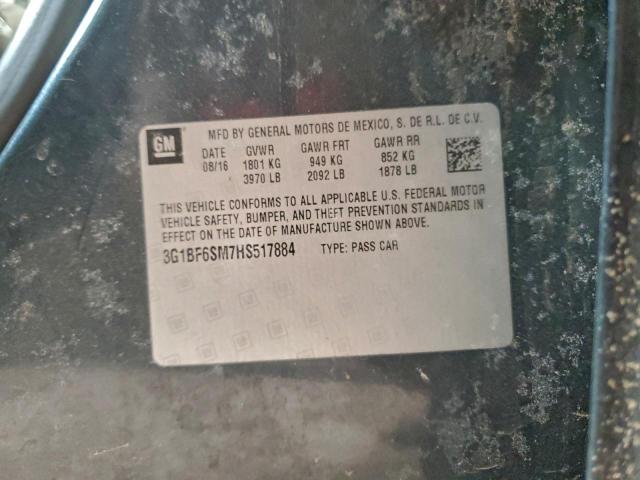 GM
MFD BY GENERAL MOTORS DE MEXICO, S. DE R.L. DE C.V.
DATE GVWR GAWR FRT GAWR RR
08/16 1801 KG 949 KG 852 KG
3970 LB 2092 LB 1878 LB
THIS VEHICLE CONFORMS TO ALL APPLICABLE U.S. FEDERAL MOTOR
VEHICLE SAFETY, BUMPER, AND THEFT PREVENTION STANDARDS IN
EFFECT ON THE DATE OF MANUFACTURE SHOWN ABOVE.
3G1BF6SM7HS517884 TYPE: PASS CAR